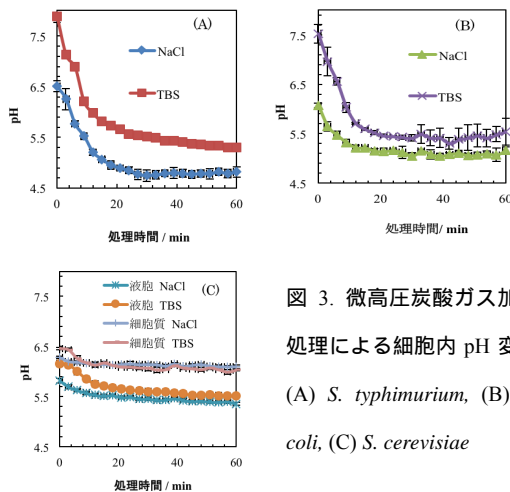 (A)
7.5
6.5
5.5
4.5
pH
NaCl
TBS
0 20 40 60
処理時間 / min
(B)
7.5
6.5
5.5
4.5
pH
NaCl
TBS
0 20 40 60
処理時間/ min
(C)
7.5
6.5
5.5
4.5
pH
液胞 NaCl
液胞 TBS
細胞質 NaCl
細胞質 TBS
0 20 40 60
処理時間 / min
図 3. 微高圧炭酸ガス加
処理による細胞内 pH 変
(A) S. typhimurium, (B)
coli, (C) S. cerevisiae